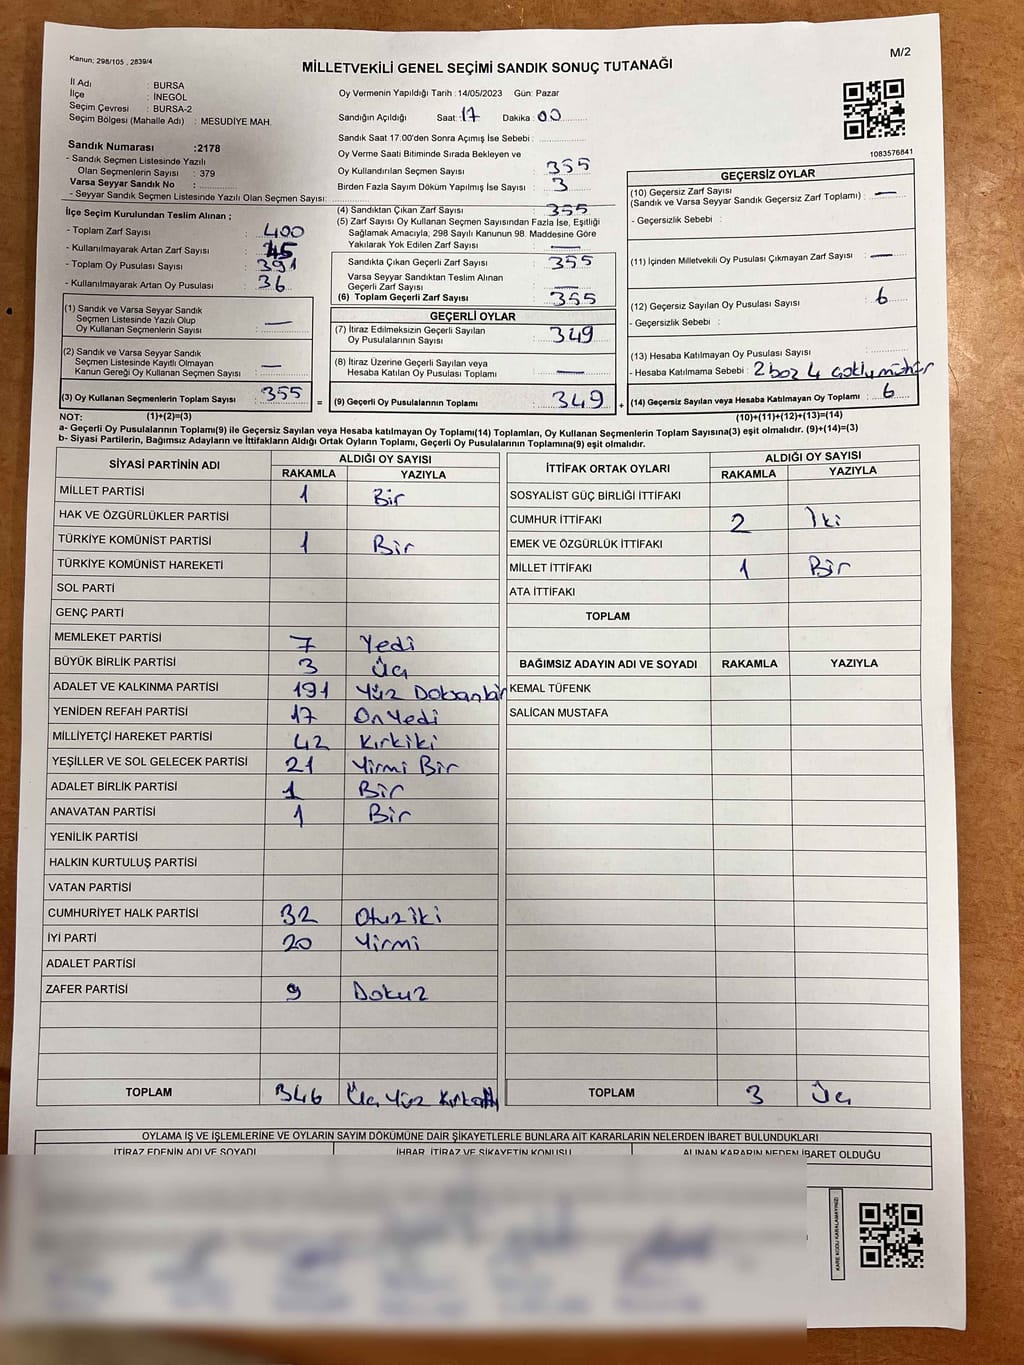 Kanun: 298/105 , 2839/4
M/2
MİLLETVEKİLİ GENEL SEÇİMİ SANDIK SONUÇ TUTANAĞI
İl Adı : BURSA
İlçe : İNEGÖL
Seçim Çevresi : BURSA-2
Seçim Bölgesi (Mahalle Adı) : MESUDİYE MAH.
Sandık Numarası :2178
- Sandık Seçmen Listesinde Yazılı
Olan Seçmenlerin Sayısı : 379
Varsa Seyyar Sandık No :
- Seyyar Sandık Seçmen Listesinde Yazılı Olan Seçmen Sayısı:
Oy Vermenin Yapıldığı Tarih : 14/05/2023 Gün: Pazar
Sandığın Açıldığı Saat : 17 Dakika : 00
Sandık Saat 17:00'den Sonra Açımış İse Sebebi :
Oy Verme Saati Bitiminde Sırada Bekleyen ve
Oy Kullandırılan Seçmen Sayısı : 355
Birden Fazla Sayım Döküm Yapılmış İse Sayısı : 3
1083576841
İlçe Seçim Kurulundan Teslim Alınan ;
- Toplam Zarf Sayısı : 400
- Kullanılmayarak Artan Zarf Sayısı : 45
- Toplam Oy Pusulası Sayısı : 391
- Kullanılmayarak Artan Oy Pusulası : 36
(1) Sandık ve Varsa Seyyar Sandık
Seçmen Listesinde Yazılı Olup
Oy Kullanan Seçmenlerin Sayısı : —
(2) Sandık ve Varsa Seyyar Sandık
Seçmen Listesinde Kayıtlı Olmayan
Kanun Gereği Oy Kullanan Seçmen Sayısı : —
(3) Oy Kullanan Seçmenlerin Toplam Sayısı : 355 =
(4) Sandıktan Çıkan Zarf Sayısı : 355
(5) Zarf Sayısı Oy Kullanan Seçmen Sayısından Fazla İse, Eşitliği
Sağlamak Amacıyla, 298 Sayılı Kanunun 98. Maddesine Göre
Yakılarak Yok Edilen Zarf Sayısı : —
Sandıkta Çıkan Geçerli Zarf Sayısı : 355
Varsa Seyyar Sandıktan Teslim Alınan
Geçerli Zarf Sayısı : —
(6) Toplam Geçerli Zarf Sayısı : 355
GEÇERLİ OYLAR
(7) İtiraz Edilmeksizin Geçerli Sayılan
Oy Pusulalarının Sayısı : 349
(8) İtiraz Üzerine Geçerli Sayılan veya
Hesaba Katılan Oy Pusulası Toplamı : —
(9) Geçerli Oy Pusulalarının Toplamı : 349 +
GEÇERSİZ OYLAR
(10) Geçersiz Zarf Sayısı : —
(Sandık ve Varsa Seyyar Sandık Geçersiz Zarf Toplamı)
- Geçersizlik Sebebi :
(11) İçinden Milletvekili Oy Pusulası Çıkmayan Zarf Sayısı : —
(12) Geçersiz Sayılan Oy Pusulası Sayısı : 6
- Geçersizlik Sebebi :
(13) Hesaba Katılmayan Oy Pusulası Sayısı :
- Hesaba Katılmama Sebebi : 2 boz 4 çoklu mühür
(14) Geçersiz Sayılan veya Hesaba Katılmayan Oy Toplamı : 6
NOT: (1)+(2)=(3) (10)+(11)+(12)+(13)=(14)
a- Geçerli Oy Pusulalarının Toplamı(9) ile Geçersiz Sayılan veya Hesaba katılmayan Oy Toplamı(14) Toplamları, Oy Kullanan Seçmenlerin Toplam Sayısına(3) eşit olmalıdır. (9)+(14)=(3)
b- Siyasi Partilerin, Bağımsız Adayların ve İttifakların Aldığı Ortak Oyların Toplamı, Geçerli Oy Pusulalarının Toplamına(9) eşit olmalıdır.
SİYASİ PARTİNİN ADI ALDIĞI OY SAYISI
RAKAMLA YAZIYLA
MİLLET PARTİSİ 1 Bir
HAK VE ÖZGÜRLÜKLER PARTİSİ
TÜRKİYE KOMÜNİST PARTİSİ 1 Bir
TÜRKİYE KOMÜNİST HAREKETİ
SOL PARTİ
GENÇ PARTİ
MEMLEKET PARTİSİ 7 Yedi
BÜYÜK BİRLİK PARTİSİ 3 Üç
ADALET VE KALKINMA PARTİSİ 191 Yüz Doksanbir
YENİDEN REFAH PARTİSİ 17 On Yedi
MİLLİYETÇİ HAREKET PARTİSİ 42 Kırkiki
YEŞİLLER VE SOL GELECEK PARTİSİ 21 Yirmi Bir
ADALET BİRLİK PARTİSİ 1 Bir
ANAVATAN PARTİSİ 1 Bir
YENİLİK PARTİSİ
HALKIN KURTULUŞ PARTİSİ
VATAN PARTİSİ
CUMHURİYET HALK PARTİSİ 32 Otuziki
İYİ PARTİ 20 Yirmi
ADALET PARTİSİ
ZAFER PARTİSİ 9 Dokuz
TOPLAM 346 Üç Yüz Kırkaltı
İTTİFAK ORTAK OYLARI ALDIĞI OY SAYISI
RAKAMLA YAZIYLA
SOSYALİST GÜÇ BİRLİĞİ İTTİFAKI
CUMHUR İTTİFAKI 2 İki
EMEK VE ÖZGÜRLÜK İTTİFAKI
MİLLET İTTİFAKI 1 Bir
ATA İTTİFAKI
TOPLAM
BAĞIMSIZ ADAYIN ADI VE SOYADI RAKAMLA YAZIYLA
KEMAL TÜFENK
SALİCAN MUSTAFA
TOPLAM 3 Üç
OYLAMA İŞ VE İŞLEMLERİNE VE OYLARIN SAYIM DÖKÜMÜNE DAİR ŞİKAYETLERLE BUNLARA AİT KARARLARIN NELERDEN İBARET BULUNDUKLARI
İTİRAZ EDENİN ADI VE SOYADI İHBAR, İTİRAZ VE ŞİKAYETİN KONUSU ALINAN KARARIN NEDEN İBARET OLDUĞU
KARE KODU KARALAMAYINIZ!